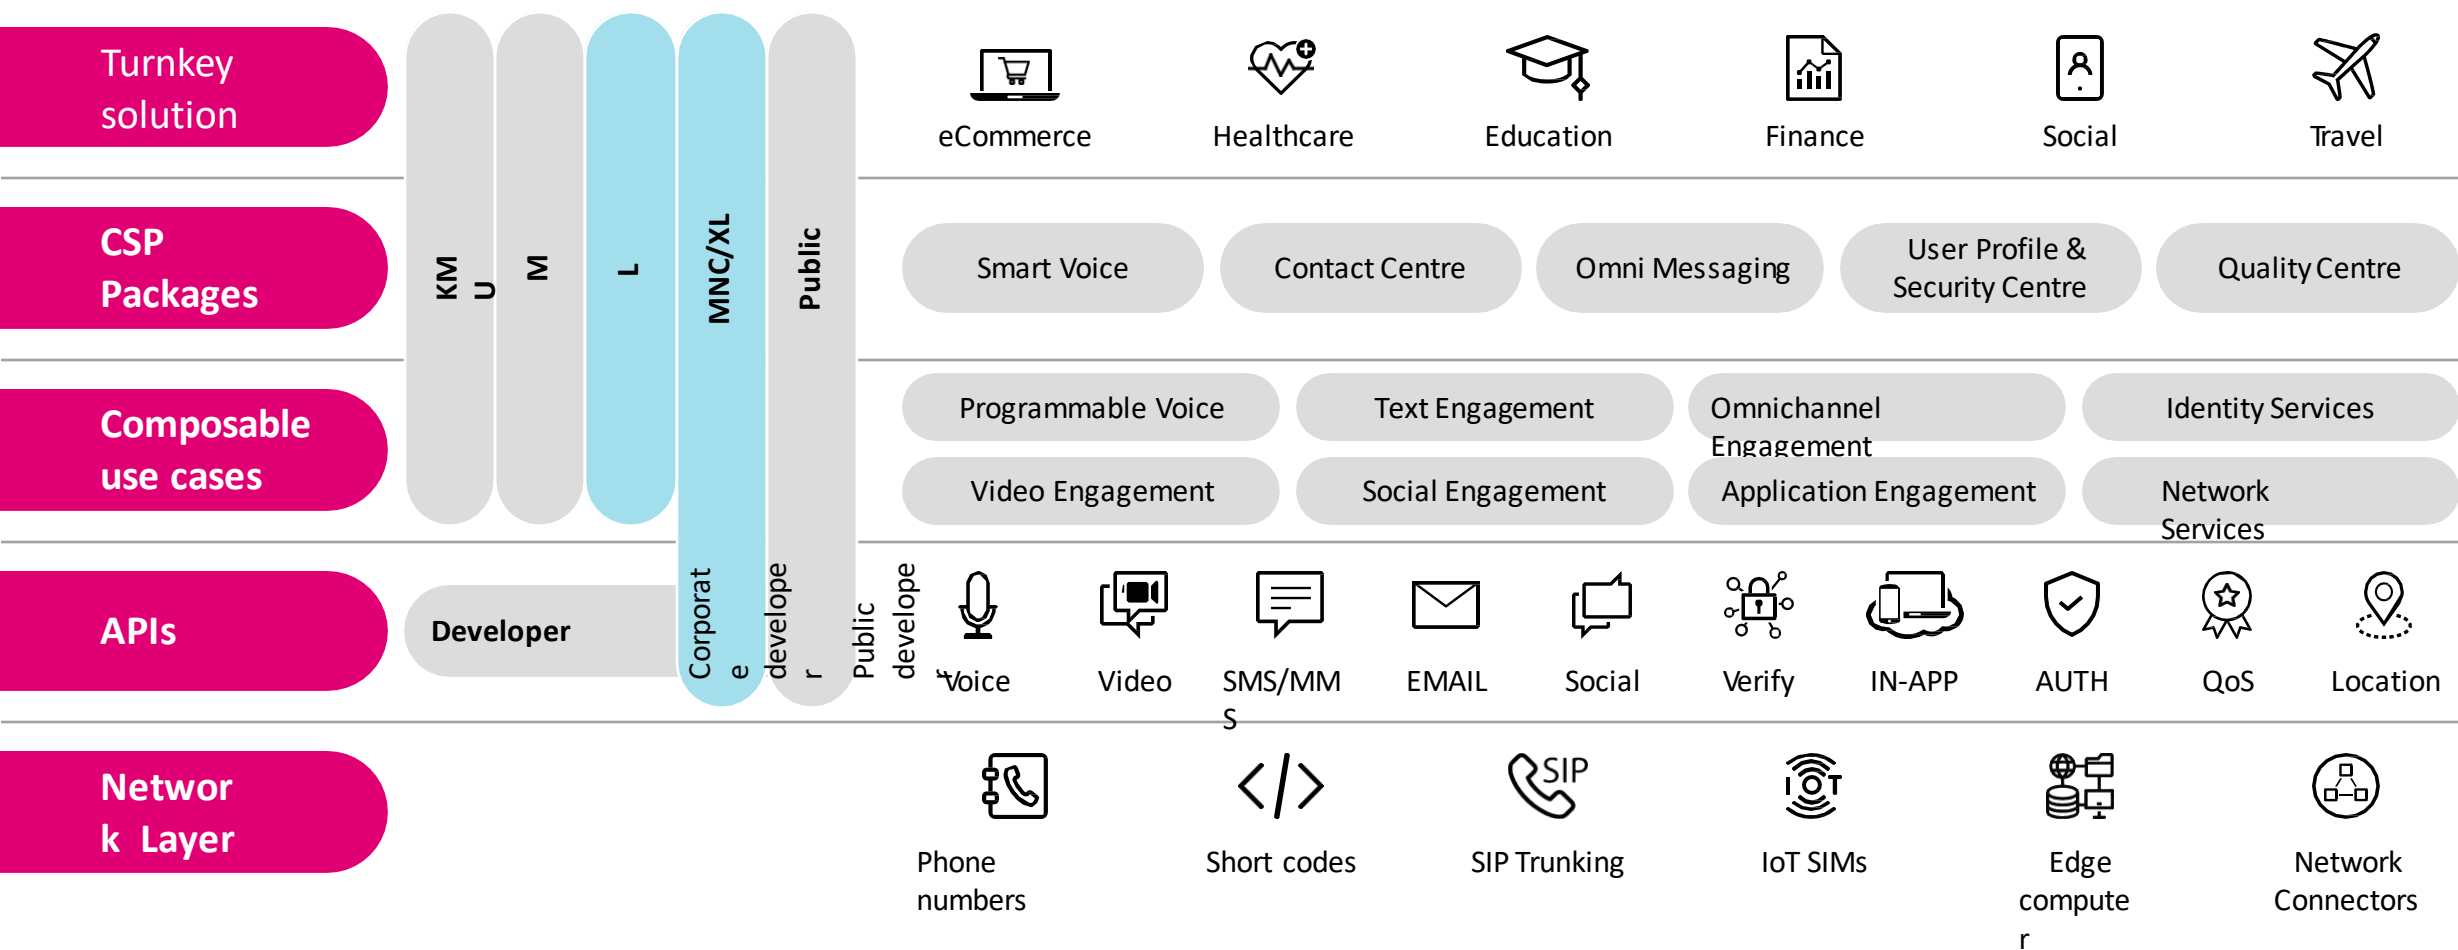 Turnkey
solution
eCommerce
Healthcare
Education
Finance
Social
Travel
CSP
Packages
KM
U
M
L
MNC/XL
Public
Smart Voice
Contact Centre
Omni Messaging
User Profile &
Security Centre
Quality Centre
Composable
use cases
Programmable Voice
Text Engagement
Omnichannel
Engagement
Identity Services
Video Engagement
Social Engagement
Application Engagement
Network
Services
APIs
Developer
Corporat
e
develope
r
Public
develope
r
Voice
Video
SMS/MM
S
EMAIL
Social
Verify
IN-APP
AUTH
QoS
Location
Networ
k Layer
SIP
IOT
Phone
numbers
Short codes
SIP Trunking
IoT SIMs
Edge
compute
r
Network
Connectors